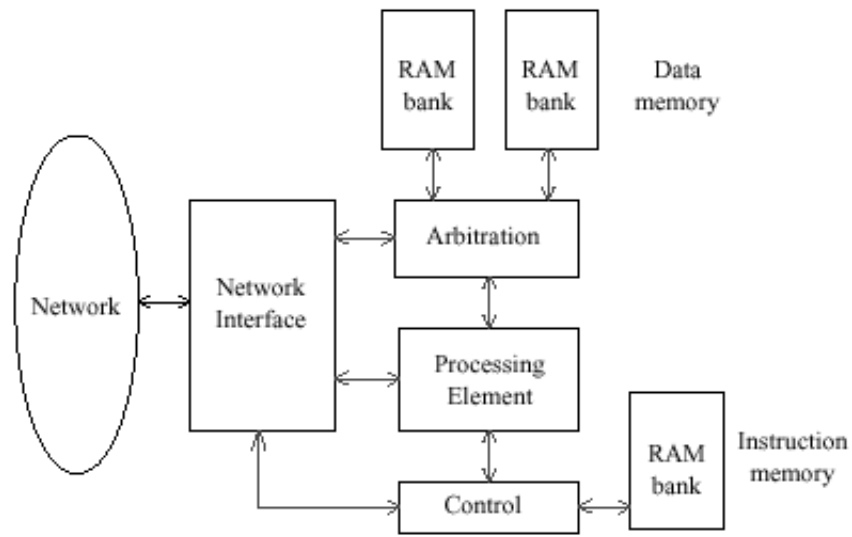 RAM
bank
RAM
bank
Data
memory
Arbitration
Network
Network
Interface
Processing
Element
RAM
bank
Instruction
memory
Control